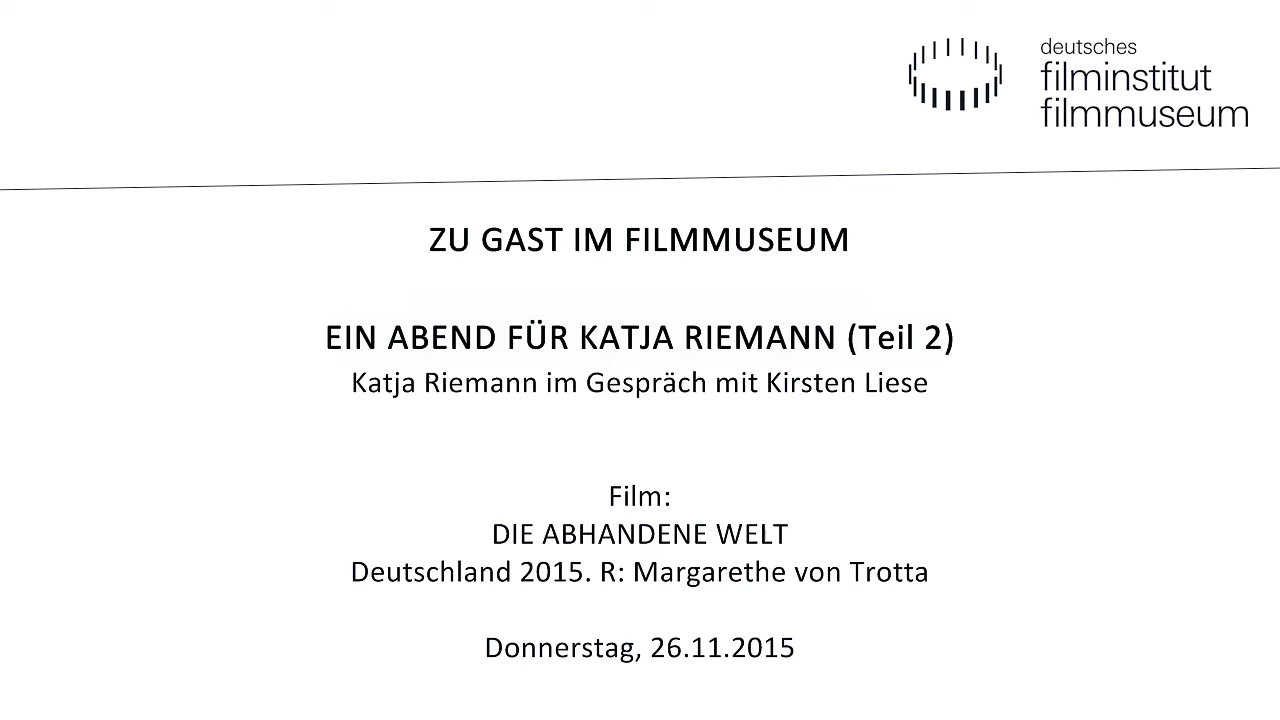 deutsches
filminstitut
filmmuseum
ZU GAST IM FILMMUSEUM
EIN ABEND FÜR KATJA RIEMANN (Teil 2)
Katja Riemann im Gespräch mit Kirsten Liese
Film:
DIE ABHANDENE WELT
Deutschland 2015. R: Margarethe von Trotta
Donnerstag, 26.11.2015